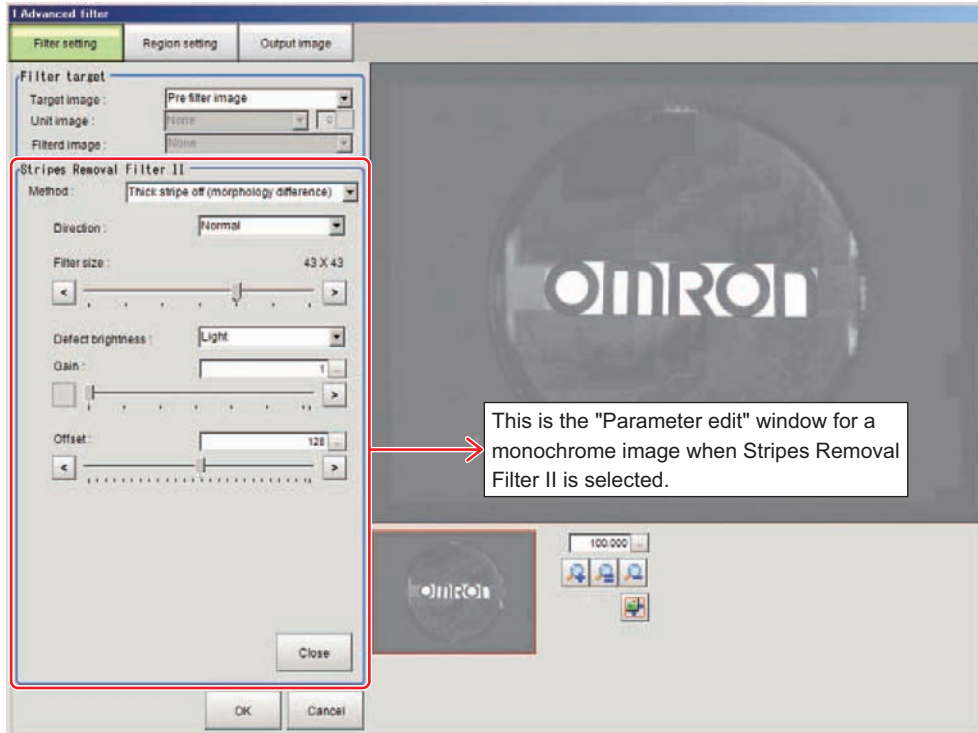 1 Advanced filter
Filter setting
Region setting
Output image
Filter target
Target image :
Pre filter image
Unit image :
None
0
Filterd image :
None
Stripes Removal Filter II
Method :
Thick stripe off (morphology difference)
Direction :
Normal
Filter size :
43 X 43
<
>
Defect brightness :
Light
Gain :
1
...
>
Offset :
128
...
<
>
Close
OK
Cancel
OMRON
This is the "Parameter edit" window for a
monochrome image when Stripes Removal
Filter II is selected.
OMRON
100.000
...